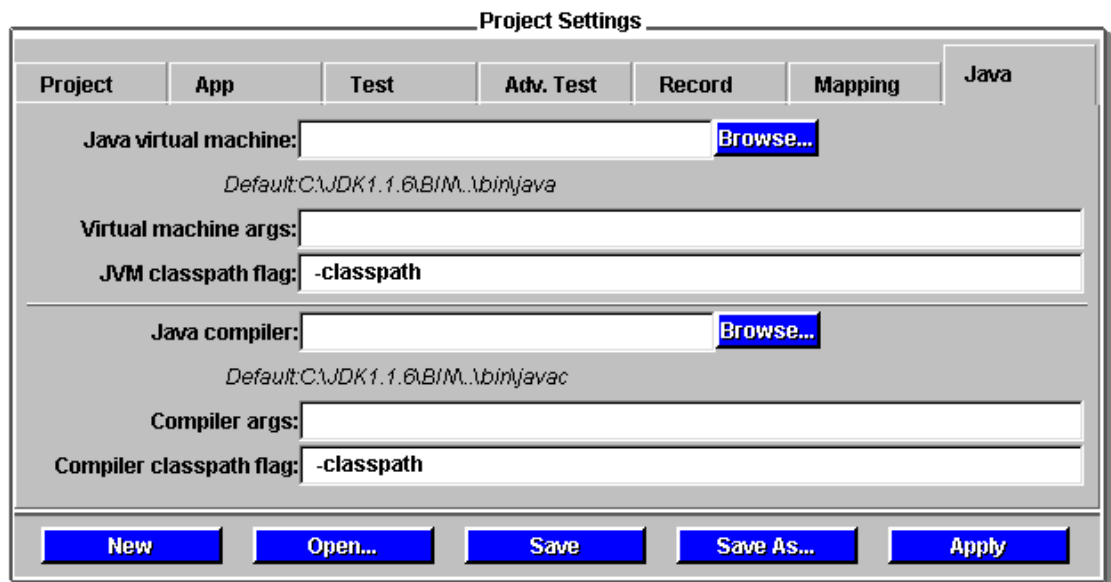 Project Settings
Project App Test Adv. Test Record Mapping Java
Java virtual machine: Browse...
Default:C:\JDK1.1.6\BIN\..\bin\java
Virtual machine args:
JVM classpath flag: -classpath
Java compiler: Browse...
Default:C:\JDK1.1.6\BIN\..\bin\javac
Compiler args:
Compiler classpath flag: -classpath
New Open... Save Save As... Apply